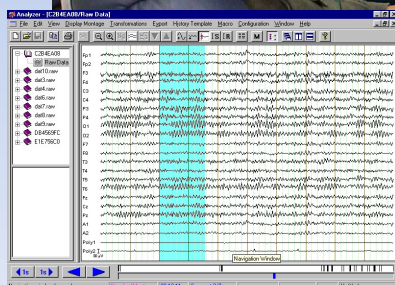 Analyzer - [C2B4EA08/Raw Data]
File Edit View Display Montage Transformations Export History Template Macro Configuration Window Help
C2B4EA08
Raw Data
dat10.raw
dat3.raw
dat4.raw
dat6.raw
dat7.raw
dat8.raw
dat9.raw
DB4569FC
E1E756C0
Fp1
Fp2
F3
F4
C3
C4
P3
P4
O1
O2
F7
F8
T3
T4
T5
T6
Fz
Cz
Pz
A1
A2
Poly1
Poly2
Navigation Window
1s 1s